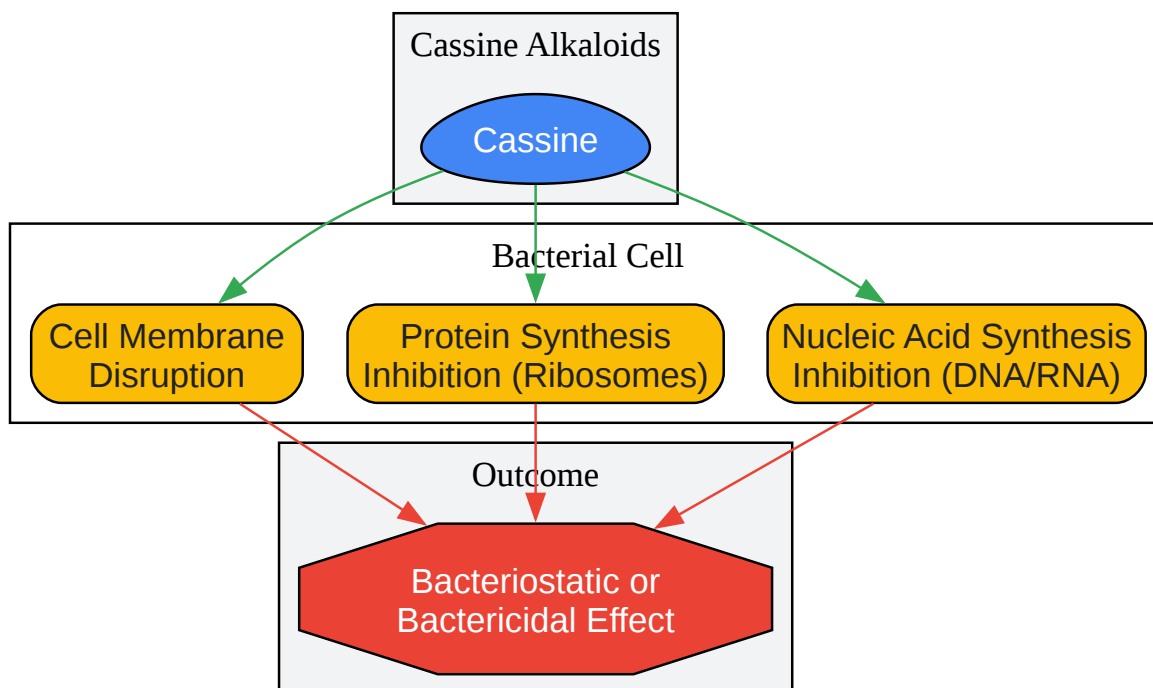 Cassine Alkaloids
Cassine
Bacterial Cell
Cell Membrane
Disruption
Protein Synthesis
Inhibition (Ribosomes)
Nucleic Acid Synthesis
Inhibition (DNA/RNA)
Outcome
Bacteriostatic or
Bactericidal Effect